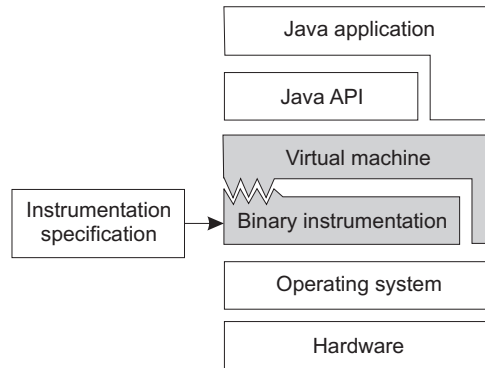 Java application
Java API
Virtual machine
Instrumentation
specification
Binary instrumentation
Operating system
Hardware